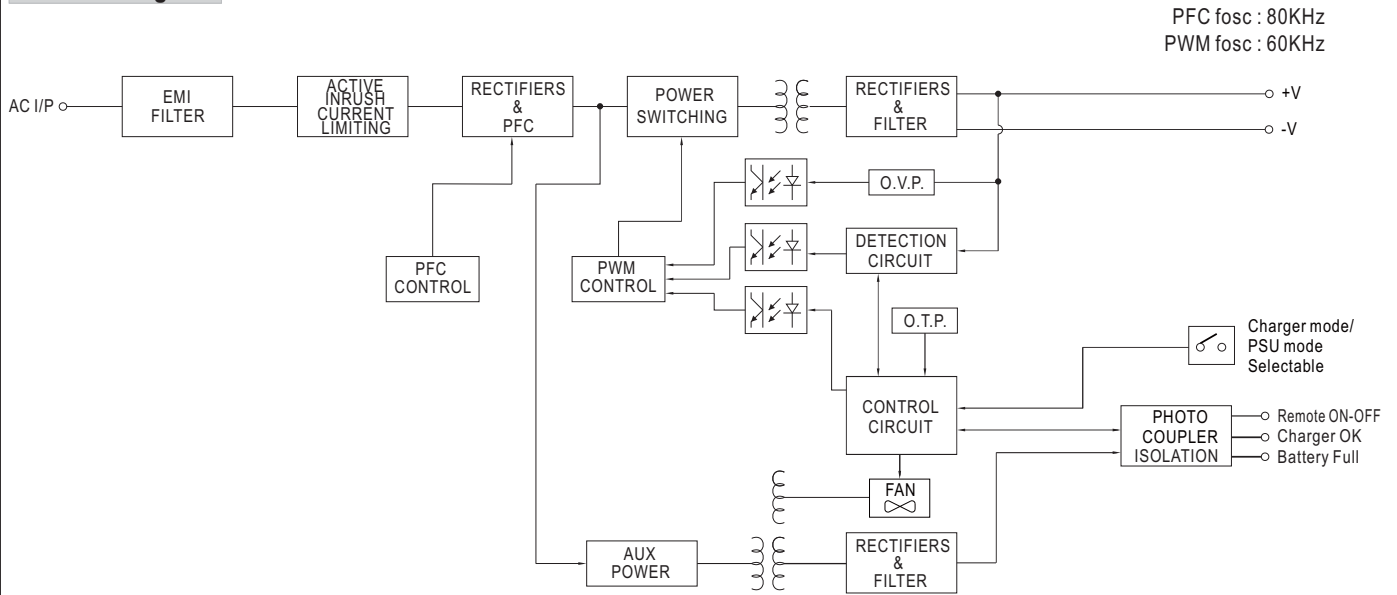 PFC fosc : 80KHz
PWM fosc : 60KHz
AC I/P
EMI
FILTER
ACTIVE
INRUSH
CURRENT
LIMITING
RECTIFIERS
&
PFC
POWER
SWITCHING
RECTIFIERS
&
FILTER
+V
-V
O.V.P.
DETECTION
CIRCUIT
PFC
CONTROL
PWM
CONTROL
O.T.P.
Charger mode/
PSU mode
Selectable
CONTROL
CIRCUIT
PHOTO
COUPLER
ISOLATION
Remote ON-OFF
Charger OK
Battery Full
FAN
AUX
POWER
RECTIFIERS
&
FILTER